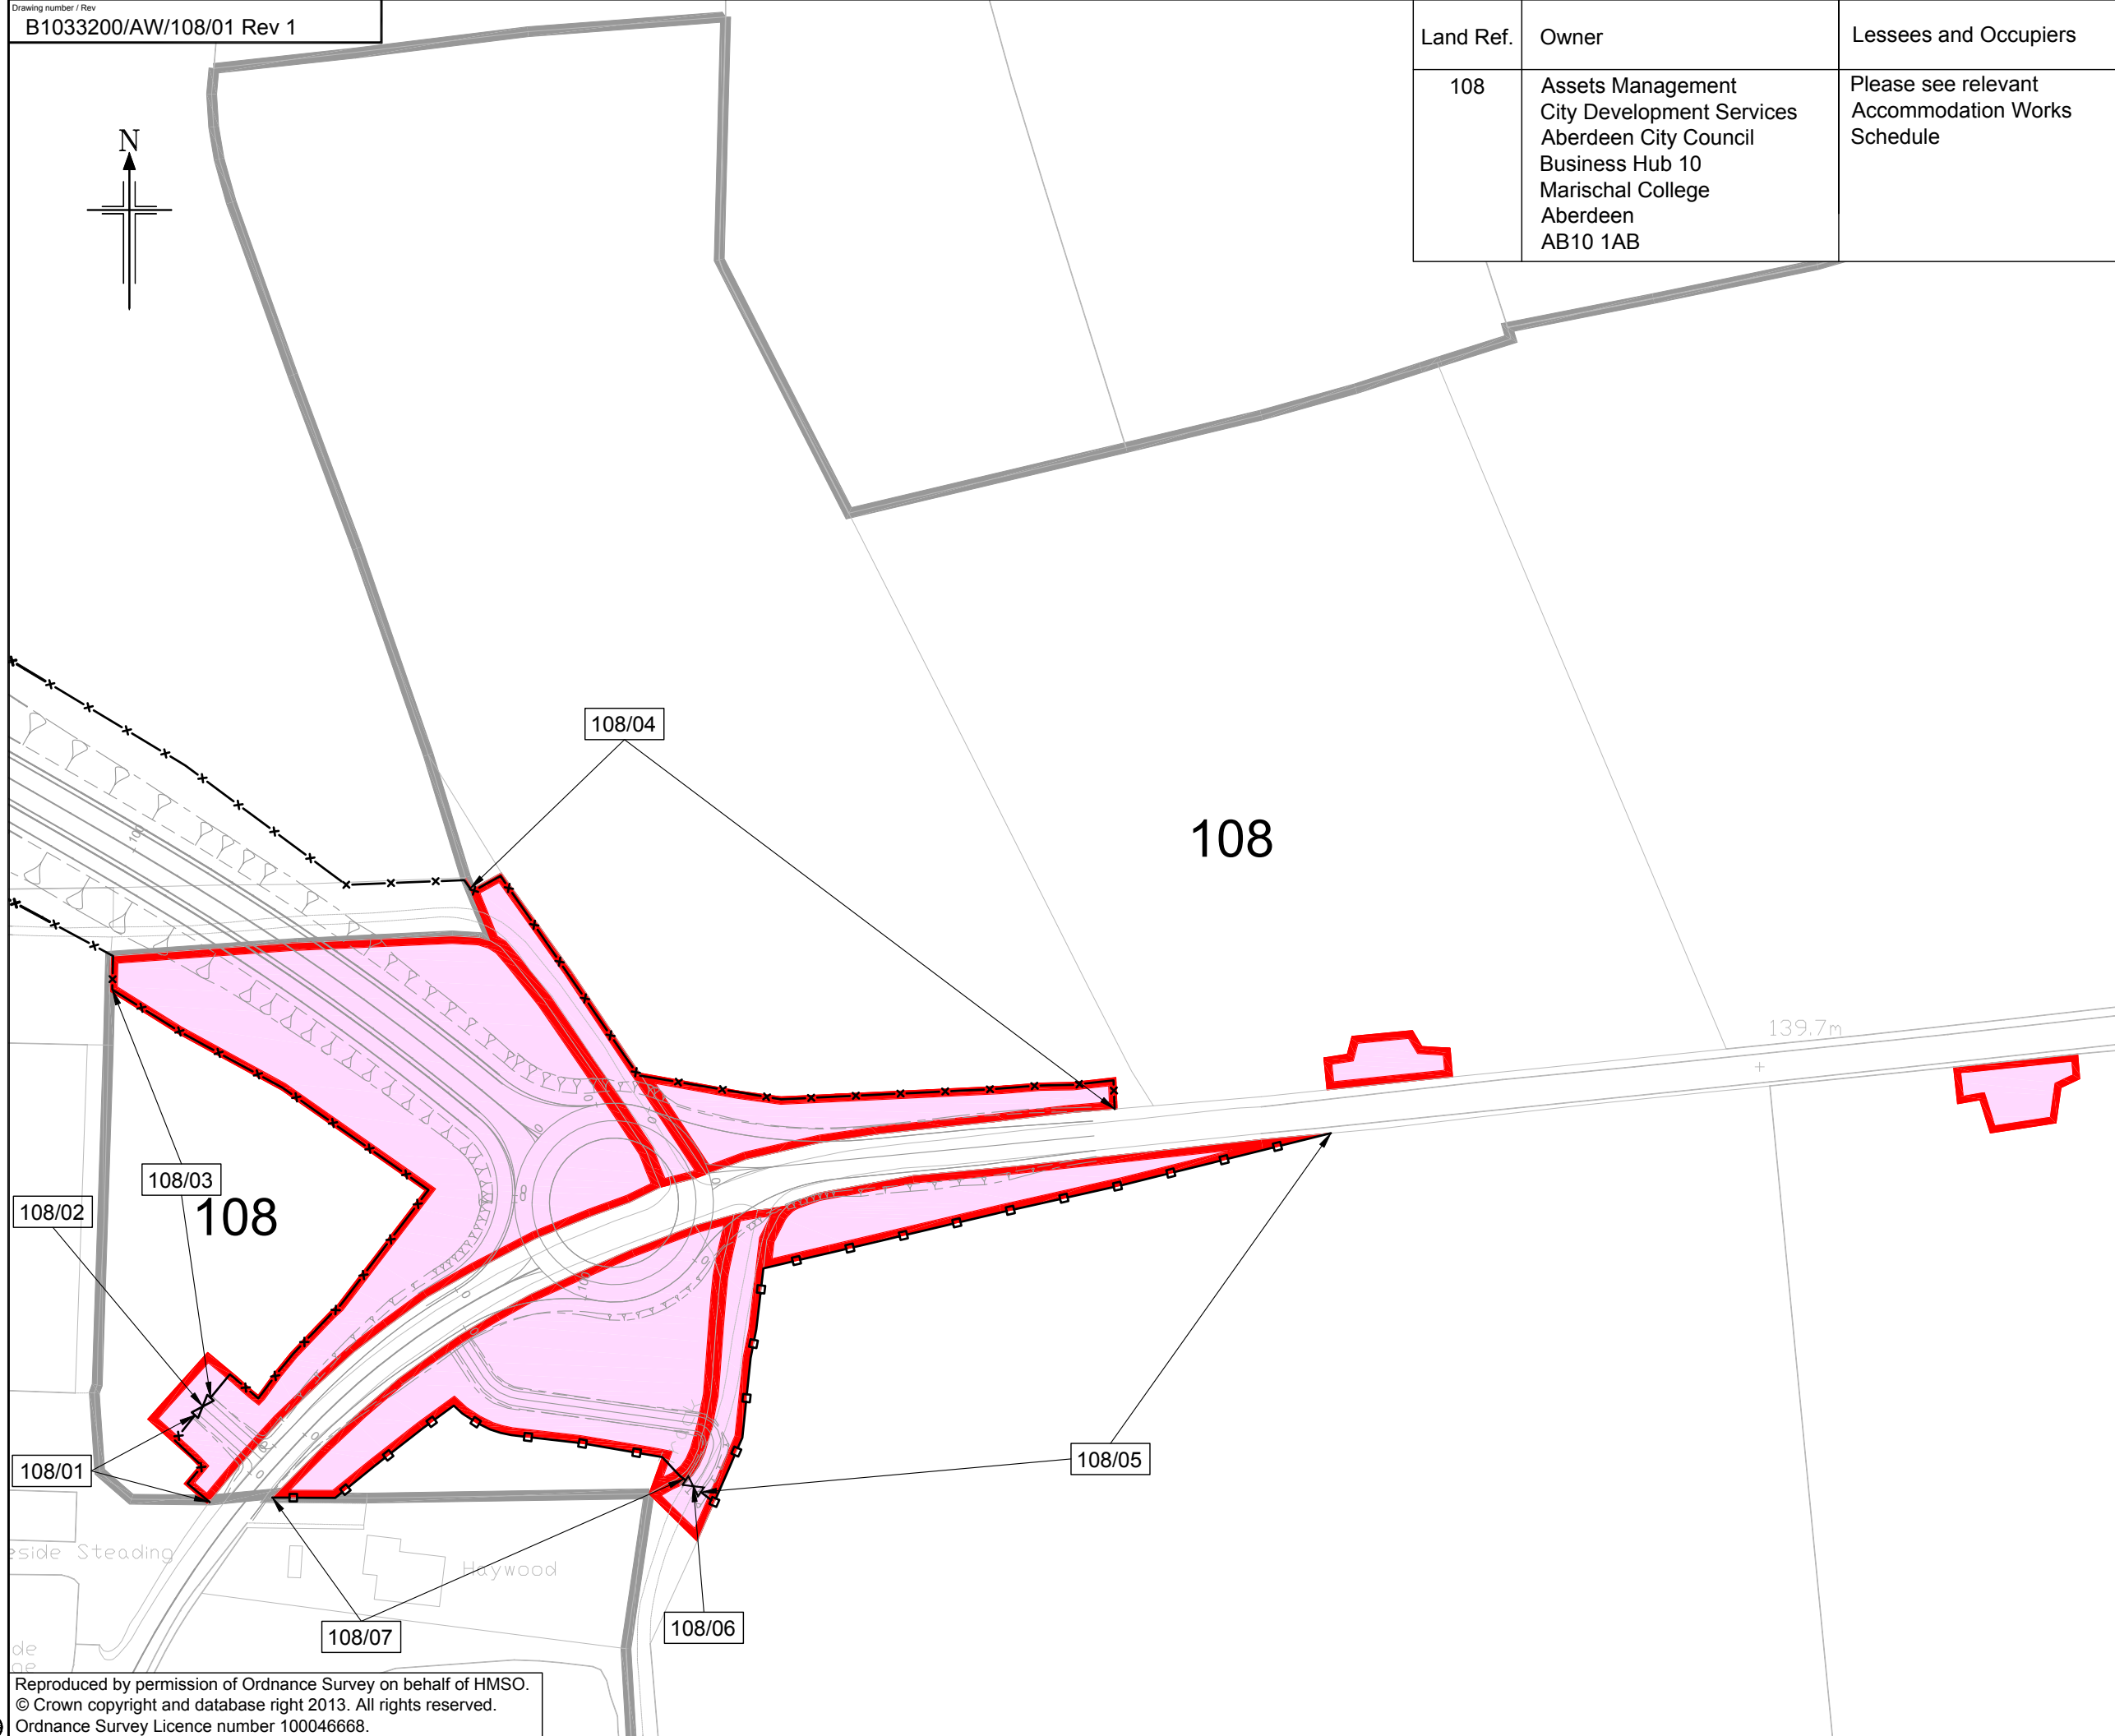 Drawing number / Rev
B1033200/AW/108/01 Rev 1
Land Ref. Owner Lessees and Occupiers
108 Assets Management Please see relevant
City Development Services Accommodation Works
Aberdeen City Council Schedule
Business Hub 10
Marischal College
Aberdeen
AB10 1AB
N
108/04
108
139.7m
108/03
108/02
108
108/01
108/05
eside Steading
Haywood
108/07
108/06
de
Reproduced by permission of Ordnance Survey on behalf of HMSO.
© Crown copyright and database right 2013. All rights reserved.
Ordnance Survey Licence number 100046668.